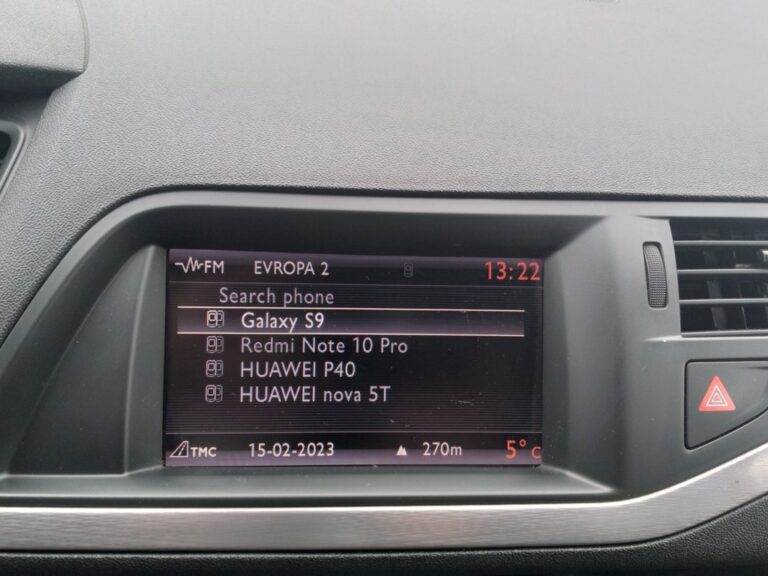 FM EVROPA 2 13:22
Search phone
Galaxy S9
Redmi Note 10 Pro
HUAWEI P40
HUAWEI nova 5T
TMC 15-02-2023 270m 5° C